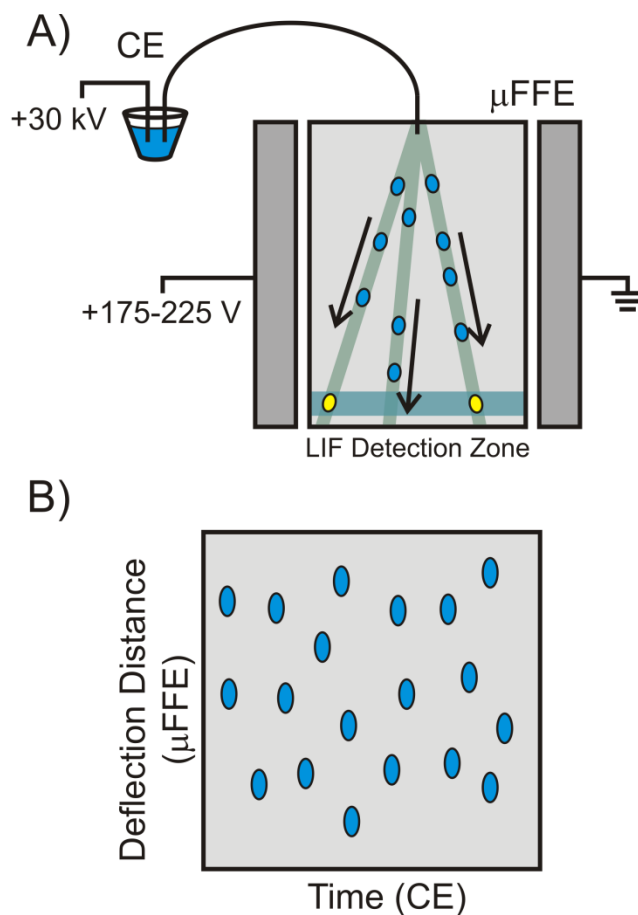 A)
CE
+30 kV
μFFE
+175-225 V
LIF Detection Zone
B)
Deflection Distance
(μFFE)
Time (CE)